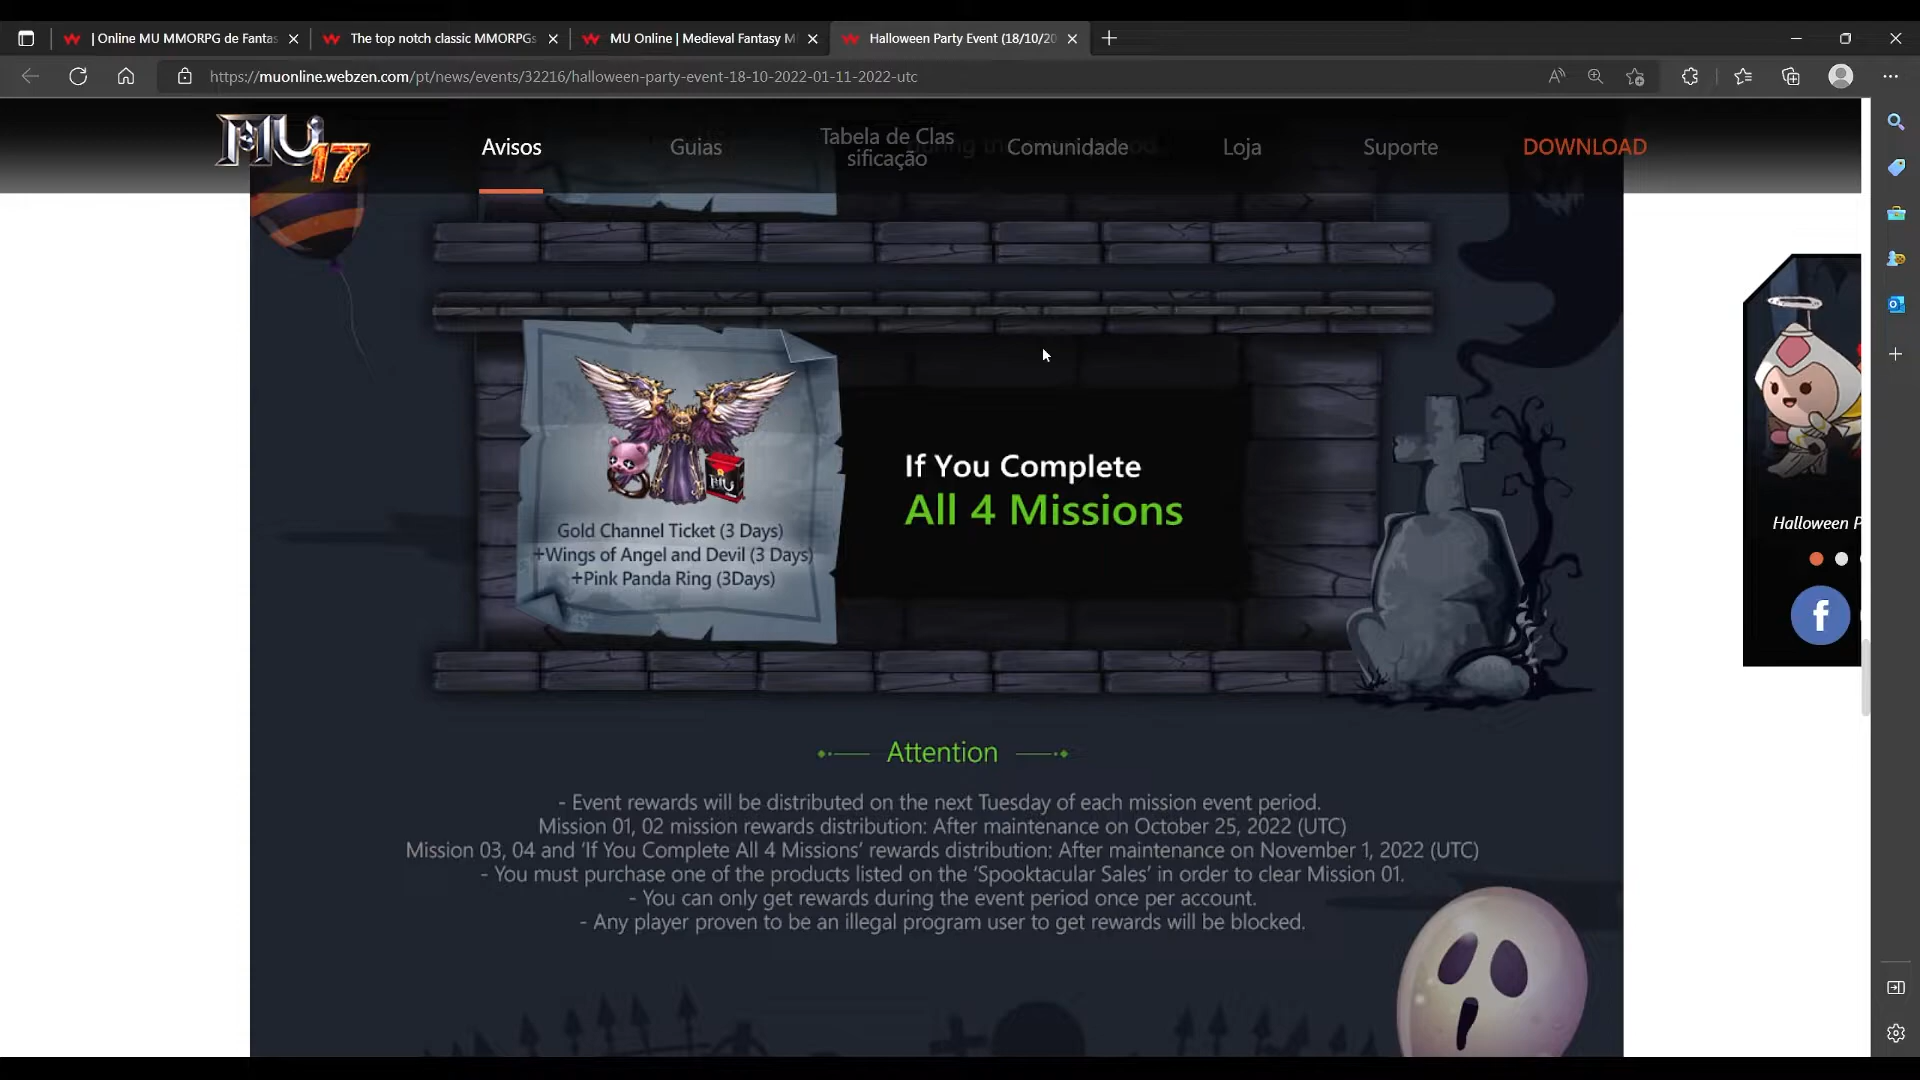 | Online MU MMORPG de Fantas
The top notch classic MMORPGs
MU Online | Medieval Fantasy M
Halloween Party Event (18/10/20
https://muonline.webzen.com/pt/news/events/32216/halloween-party-event-18-10-2022-01-11-2022-utc
MU 17
Avisos
Guias
Tabela de Clas
sificação
Comunidade
Loja
Suporte
DOWNLOAD
If You Complete
All 4 Missions
Gold Channel Ticket (3 Days)
+Wings of Angel and Devil (3 Days)
+Pink Panda Ring (3Days)
Halloween P
f
Attention
- Event rewards will be distributed on the next Tuesday of each mission event period.
Mission 01, 02 mission rewards distribution: After maintenance on October 25, 2022 (UTC)
Mission 03, 04 and ‘If You Complete All 4 Missions’ rewards distribution: After maintenance on November 1, 2022 (UTC)
- You must purchase one of the products listed on the ‘Spooktacular Sales’ in order to clear Mission 01.
- You can only get rewards during the event period once per account.
- Any player proven to be an illegal program user to get rewards will be blocked.